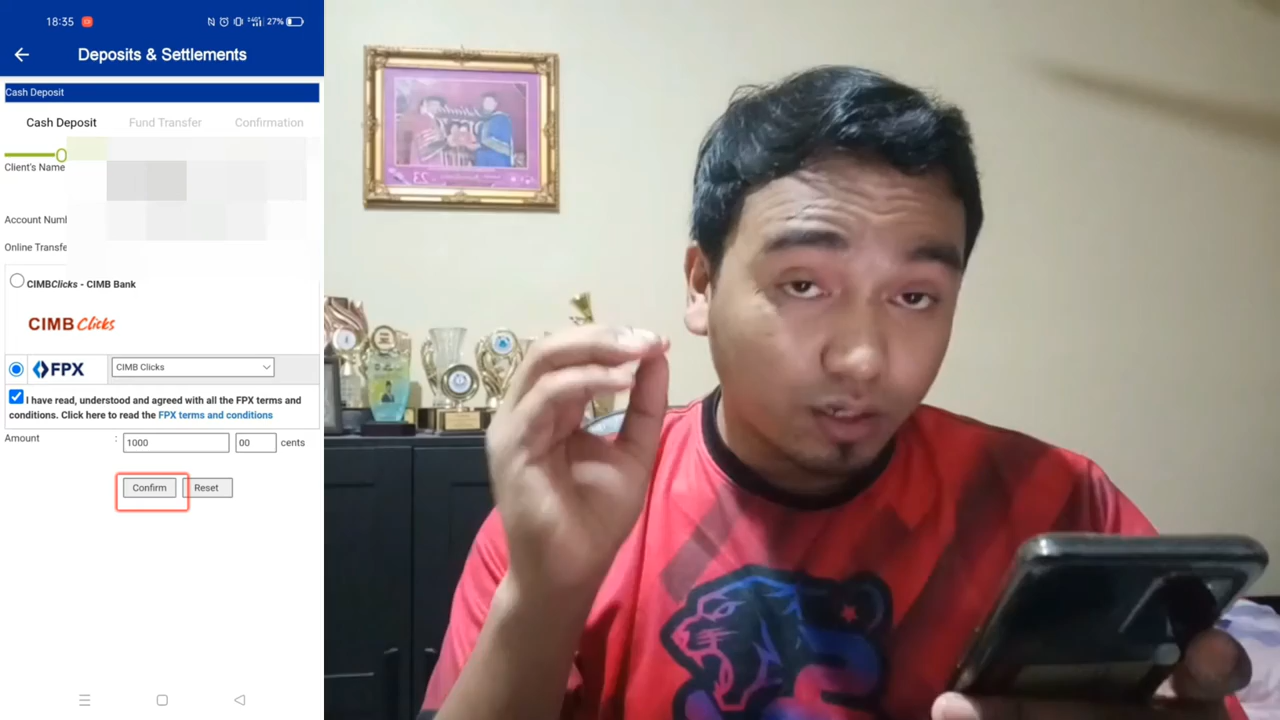 18:35
27%
Deposits & Settlements
Cash Deposit
Cash Deposit Fund Transfer Confirmation
Client's Name
Account Num
Online Transfe
CIMBClicks - CIMB Bank
CIMB Clicks
FPX CIMB Clicks
I have read, understood and agreed with all the FPX terms and
conditions. Click here to read the FPX terms and conditions
Amount : 1000 00 cents
Confirm Reset